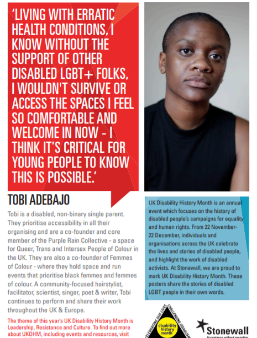 'LIVING WITH ERRATIC
HEALTH CONDITIONS, I
KNOW WITHOUT THE
SUPPORT OF OTHER
DISABLED LGBT+ FOLKS,
I WOULDN'T SURVIVE OR
ACCESS THE SPACES I FEEL
SO COMFORTABLE AND
WELCOME IN NOW - I
THINK IT'S CRITICAL FOR
YOUNG PEOPLE TO KNOW
THIS IS POSSIBLE.'
TOBI ADEBAJO
Tobi is a disabled, non-binary single parent.
They prioritise accessibility in all their
organising and are a co-founder and core
member of the Purple Rain Collective - a space
for Queer, Trans and Intersex People of Colour in
the UK. They are also a co-founder of Femmes
of Colour - where they hold space and run
events that prioritise black femmes and femmes
of colour. A community-focused hairstylist,
facilitator, scientist, singer, poet & writer, Tobi
continues to perform and share their work
throughout the UK & Europe.
The theme of this year's UK Disability History Month is
Leadership, Resistance and Culture. To find out more
about UKDHM, including events and resources, visit
UK Disability History Month is an annual
event which focuses on the history of
disabled people's campaigns for equality
and human rights. From 22 November-
22 December, individuals and
organisations across the UK celebrate
the lives and stories of disabled people,
and highlight the work of disabled
activists. At Stonewall, we are proud to
mark UK Disability History Month. These
posters share the stories of disabled
LGBT people in their own words.
disability
history
month
Stonewall